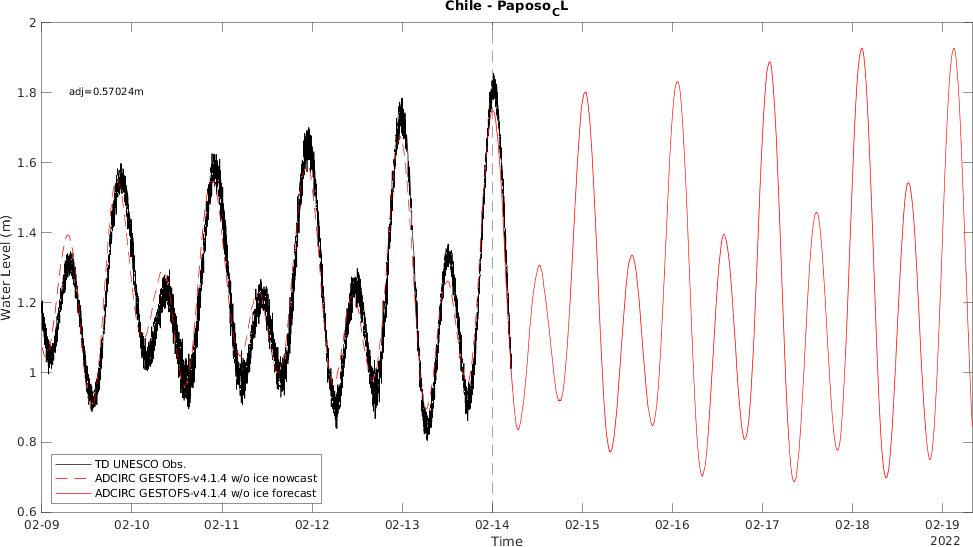 Chile - Paposo_CL
2
1.8
1.6
1.4
1.2
1
0.8
0.6
Water Level (m)
adj=0.57024m
TD UNESCO Obs.
ADCIRC GESTOFS-v4.1.4 w/o ice nowcast
ADCIRC GESTOFS-v4.1.4 w/o ice forecast
02-09 02-10 02-11 02-12 02-13 02-14 02-15 02-16 02-17 02-18 02-19
Time
2022